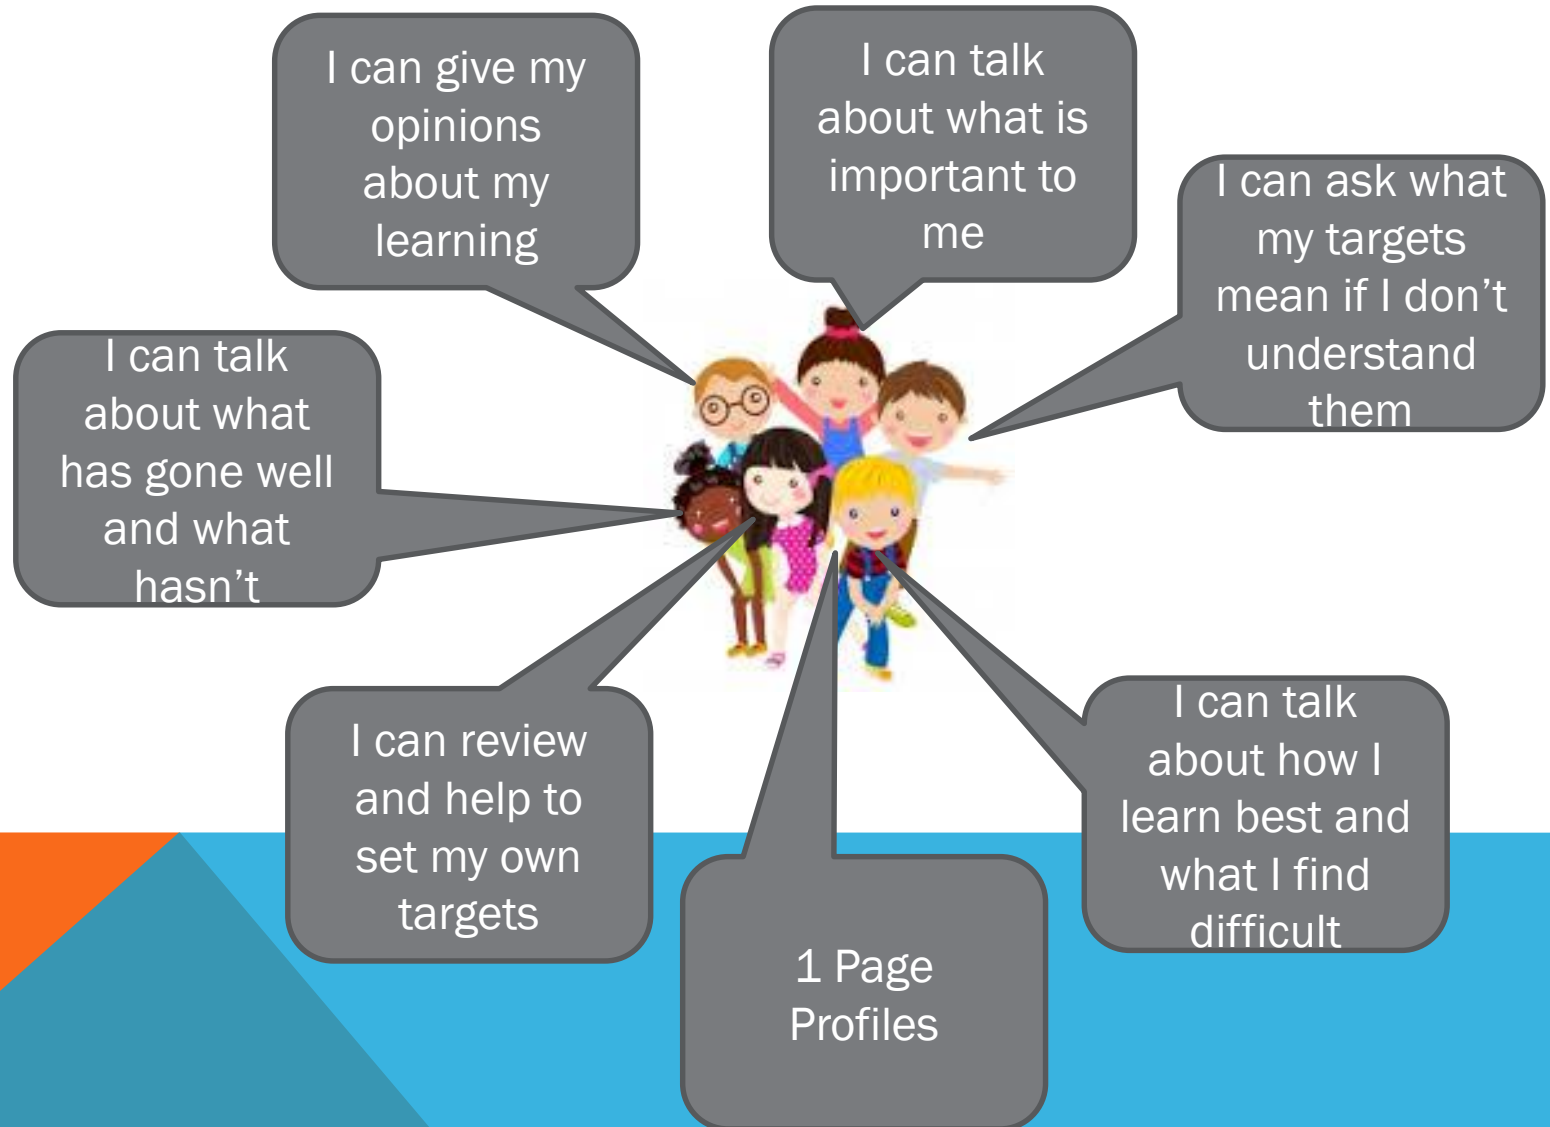 I can give my
opinions
about my
learning
I can talk
about what is
important to
me
I can ask what
my targets
mean if I don’t
understand
them
I can talk
about what
has gone well
and what
hasn’t
I can review
and help to
set my own
targets
1 Page
Profiles
I can talk
about how I
learn best and
what I find
difficult